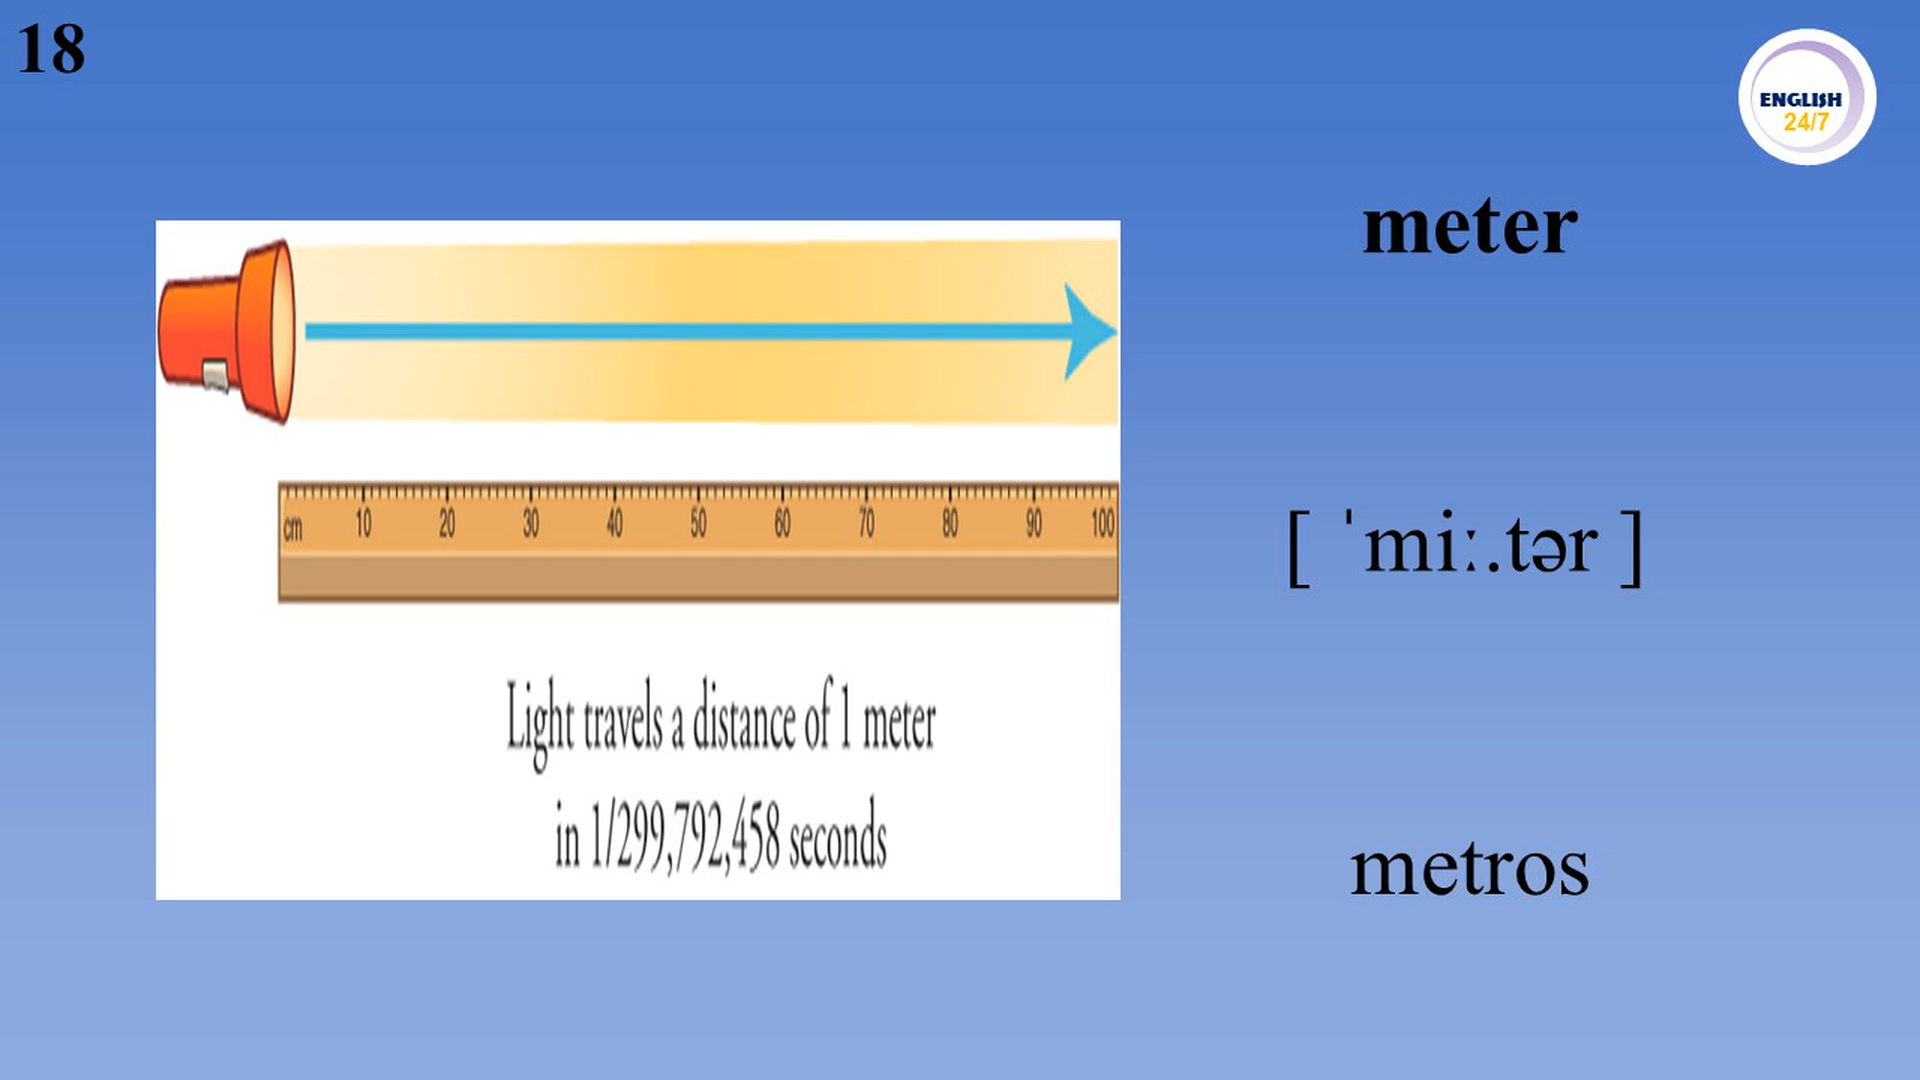 18
ENGLISH
24/7
meter
cm 10 20 30 40 50 60 70 80 90 100
[ ˈmiː.tər ]
Light travels a distance of 1 meter
in 1/299,792,458 seconds
metros